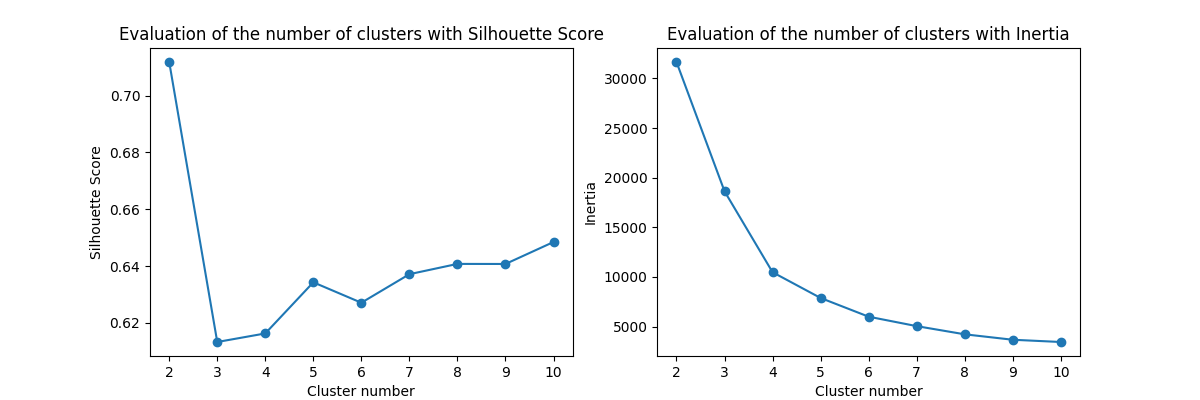 Evaluation of the number of clusters with Silhouette Score
Silhouette Score
0.70
0.68
0.66
0.64
0.62
2 3 4 5 6 7 8 9 10
Cluster number
Evaluation of the number of clusters with Inertia
Inertia
30000
25000
20000
15000
10000
5000
2 3 4 5 6 7 8 9 10
Cluster number